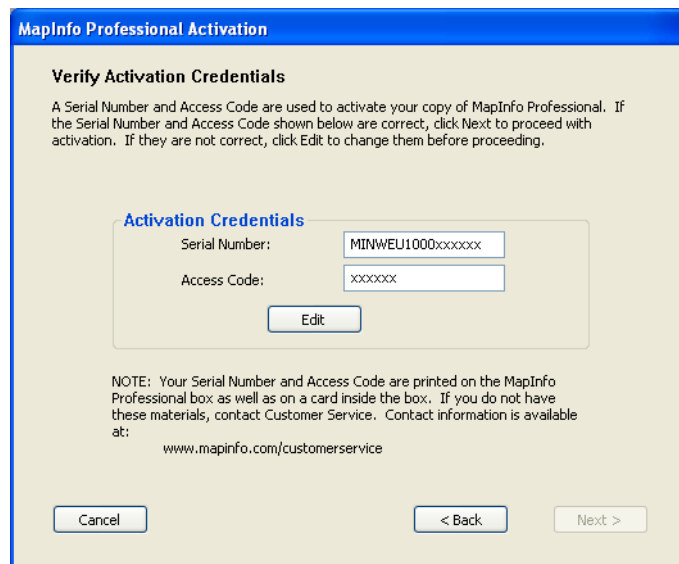 MapInfo Professional Activation
Verify Activation Credentials
A Serial Number and Access Code are used to activate your copy of MapInfo Professional. If
the Serial Number and Access Code shown below are correct, click Next to proceed with
activation. If they are not correct, click Edit to change them before proceeding.
Activation Credentials
Serial Number: MINWEU1000xxxxxx
Access Code: xxxxxx
Edit
NOTE: Your Serial Number and Access Code are printed on the MapInfo
Professional box as well as on a card inside the box. If you do not have
these materials, contact Customer Service. Contact information is available
at:
www.mapinfo.com/customerservice
Cancel < Back Next >